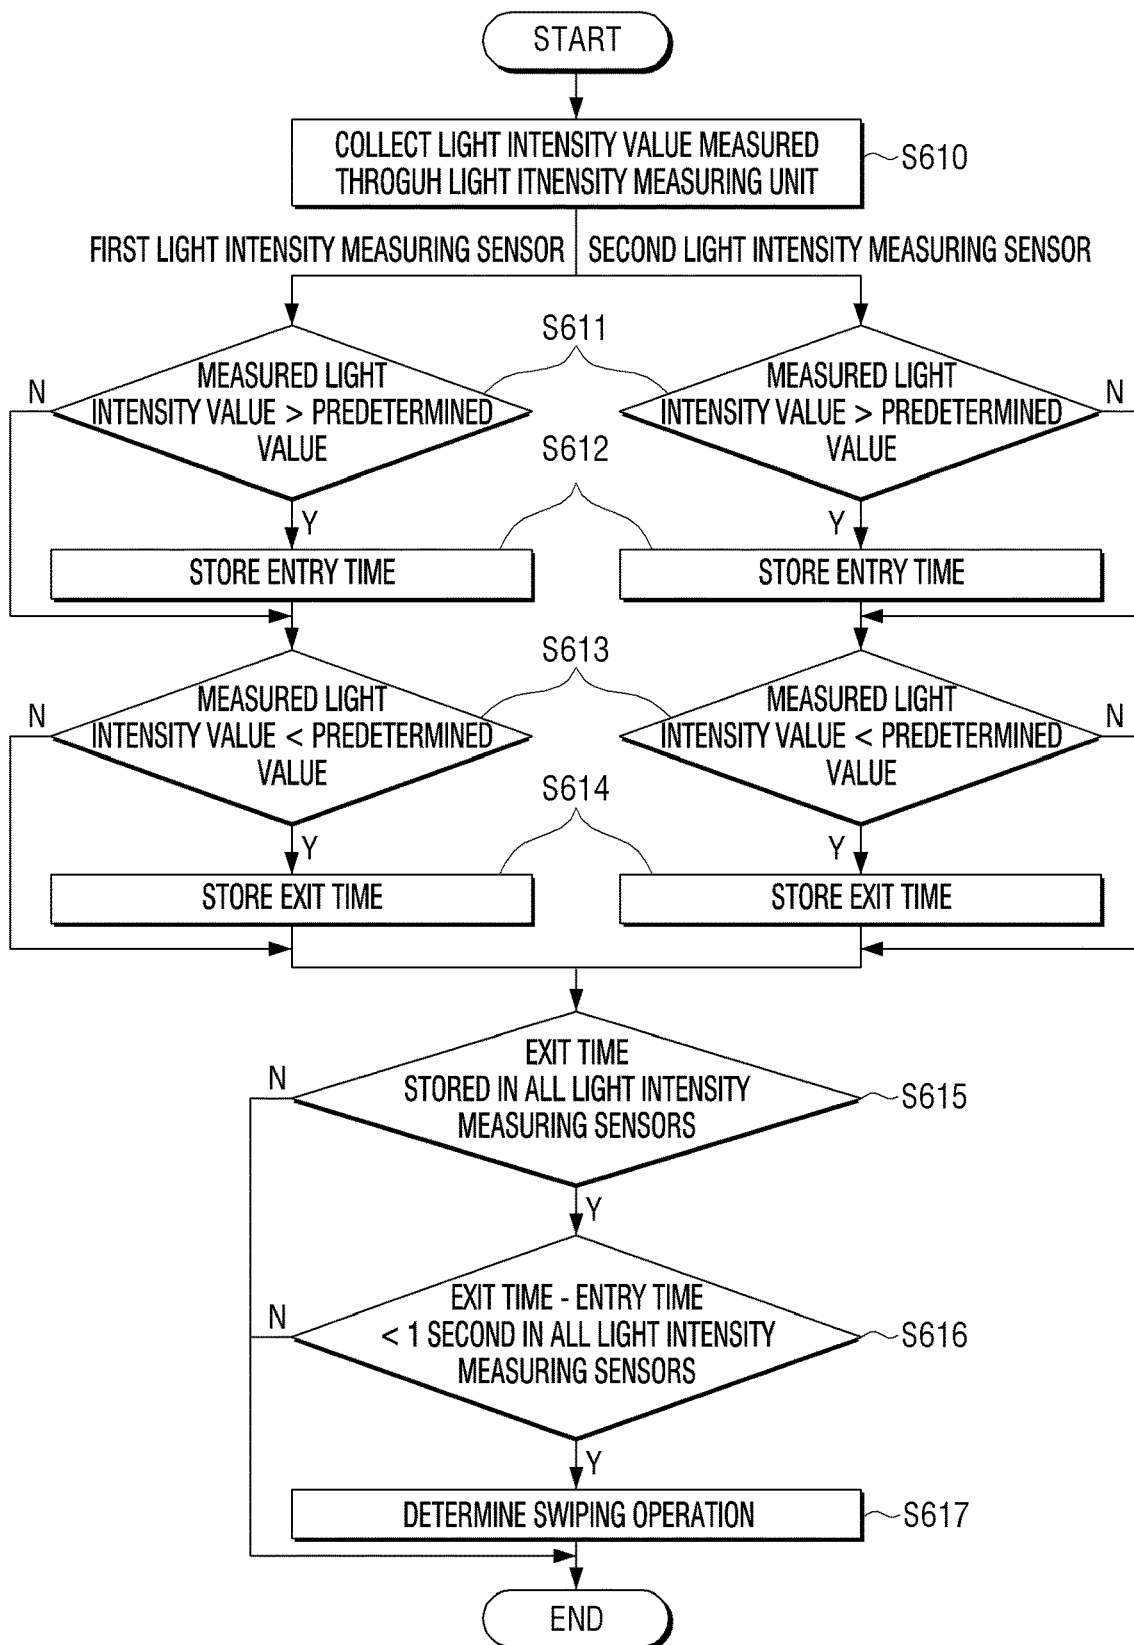 START
COLLECT LIGHT INTENSITY VALUE MEASURED
THROGUH LIGHT ITNENSITY MEASURING UNIT
S610
FIRST LIGHT INTENSITY MEASURING SENSOR
SECOND LIGHT INTENSITY MEASURING SENSOR
S611
N
MEASURED LIGHT
INTENSITY VALUE > PREDETERMINED
VALUE
Y
MEASURED LIGHT
INTENSITY VALUE > PREDETERMINED
VALUE
N
Y
S612
STORE ENTRY TIME
STORE ENTRY TIME
S613
N
MEASURED LIGHT
INTENSITY VALUE < PREDETERMINED
VALUE
Y
MEASURED LIGHT
INTENSITY VALUE < PREDETERMINED
VALUE
N
Y
S614
STORE EXIT TIME
STORE EXIT TIME
N
EXIT TIME
STORED IN ALL LIGHT INTENSITY
MEASURING SENSORS
S615
Y
N
EXIT TIME - ENTRY TIME
< 1 SECOND IN ALL LIGHT INTENSITY
MEASURING SENSORS
S616
Y
DETERMINE SWIPING OPERATION
S617
END